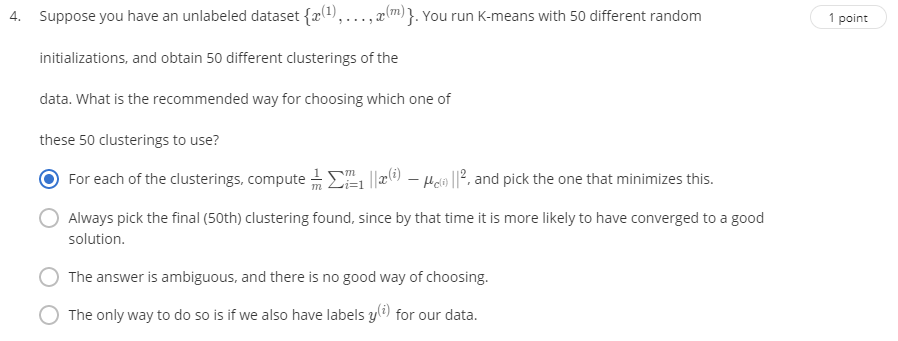 4. Suppose you have an unlabeled dataset {x^{(1)}, . . . , x^{(m)}}. You run K-means with 50 different random
1 point
initializations, and obtain 50 different clusterings of the
data. What is the recommended way for choosing which one of
these 50 clusterings to use?
For each of the clusterings, compute \frac{1}{m} \sum_{i=1}^{m} ||x^{(i)} − μ_{c^{(i)}}||^2, and pick the one that minimizes this.
Always pick the final (50th) clustering found, since by that time it is more likely to have converged to a good
solution.
The answer is ambiguous, and there is no good way of choosing.
The only way to do so is if we also have labels y^{(i)} for our data.